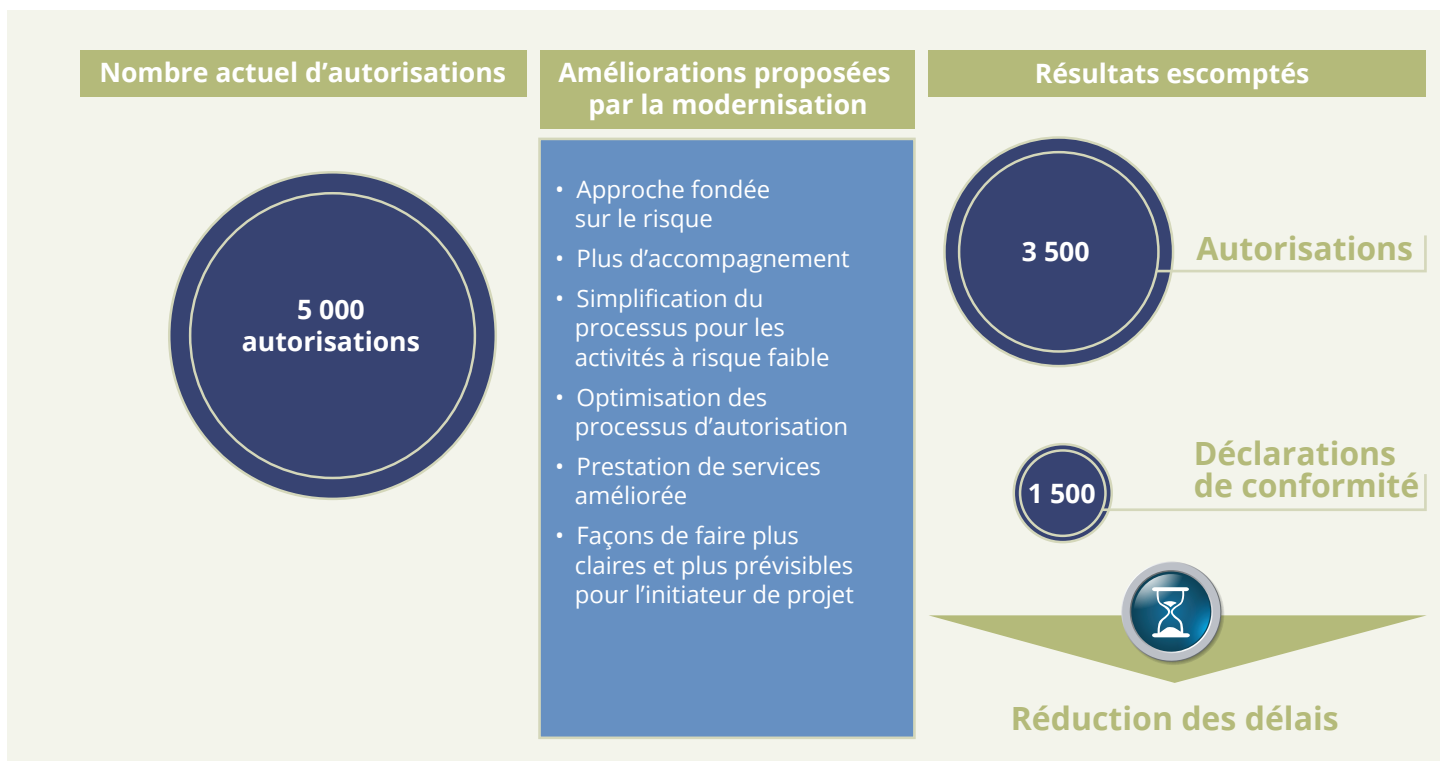 Nombre actuel d’autorisations
5 000
autorisations
Améliorations proposées
par la modernisation
• Approche fondée
sur le risque
• Plus d’accompagnement
• Simplification du
processus pour les
activités à risque faible
• Optimisation des
processus d’autorisation
• Prestation de services
améliorée
• Façons de faire plus
claires et plus prévisibles
pour l’initiateur de projet
Résultats escomptés
3 500
Autorisations
1 500
Déclarations
de conformité
Réduction des délais